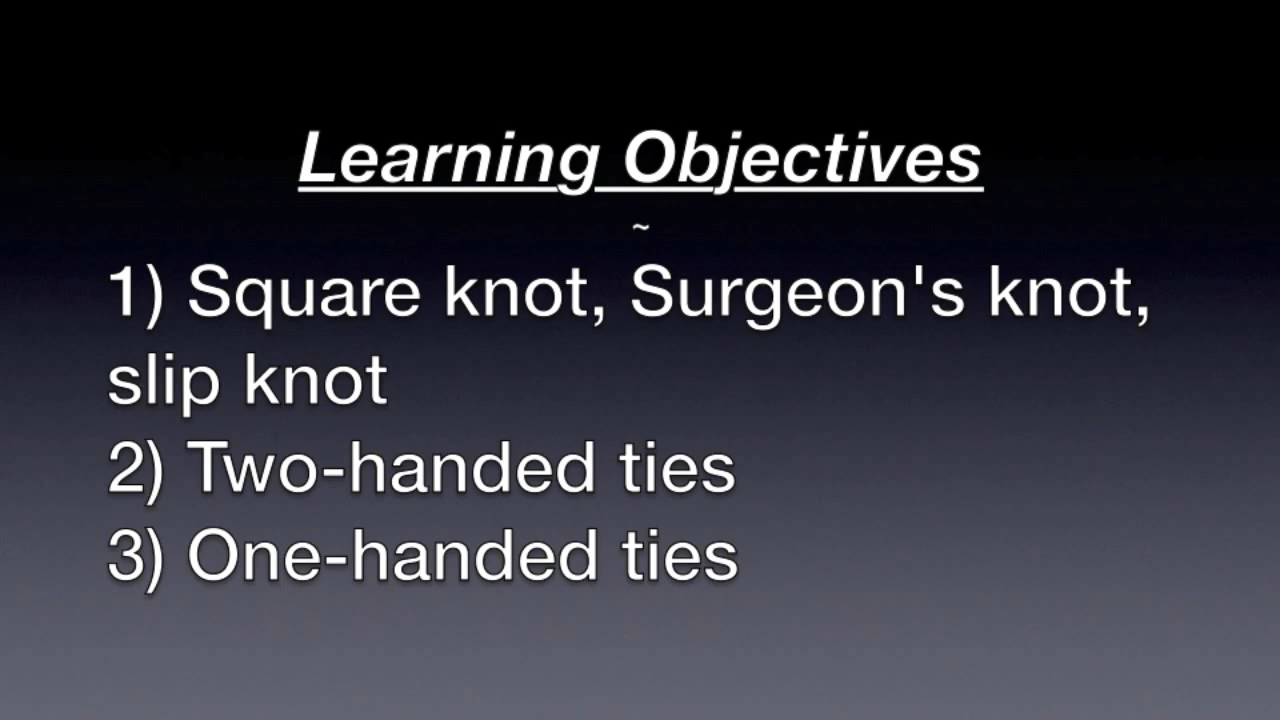 Learning Objectives
~
1) Square knot, Surgeon's knot,
slip knot
2) Two-handed ties
3) One-handed ties